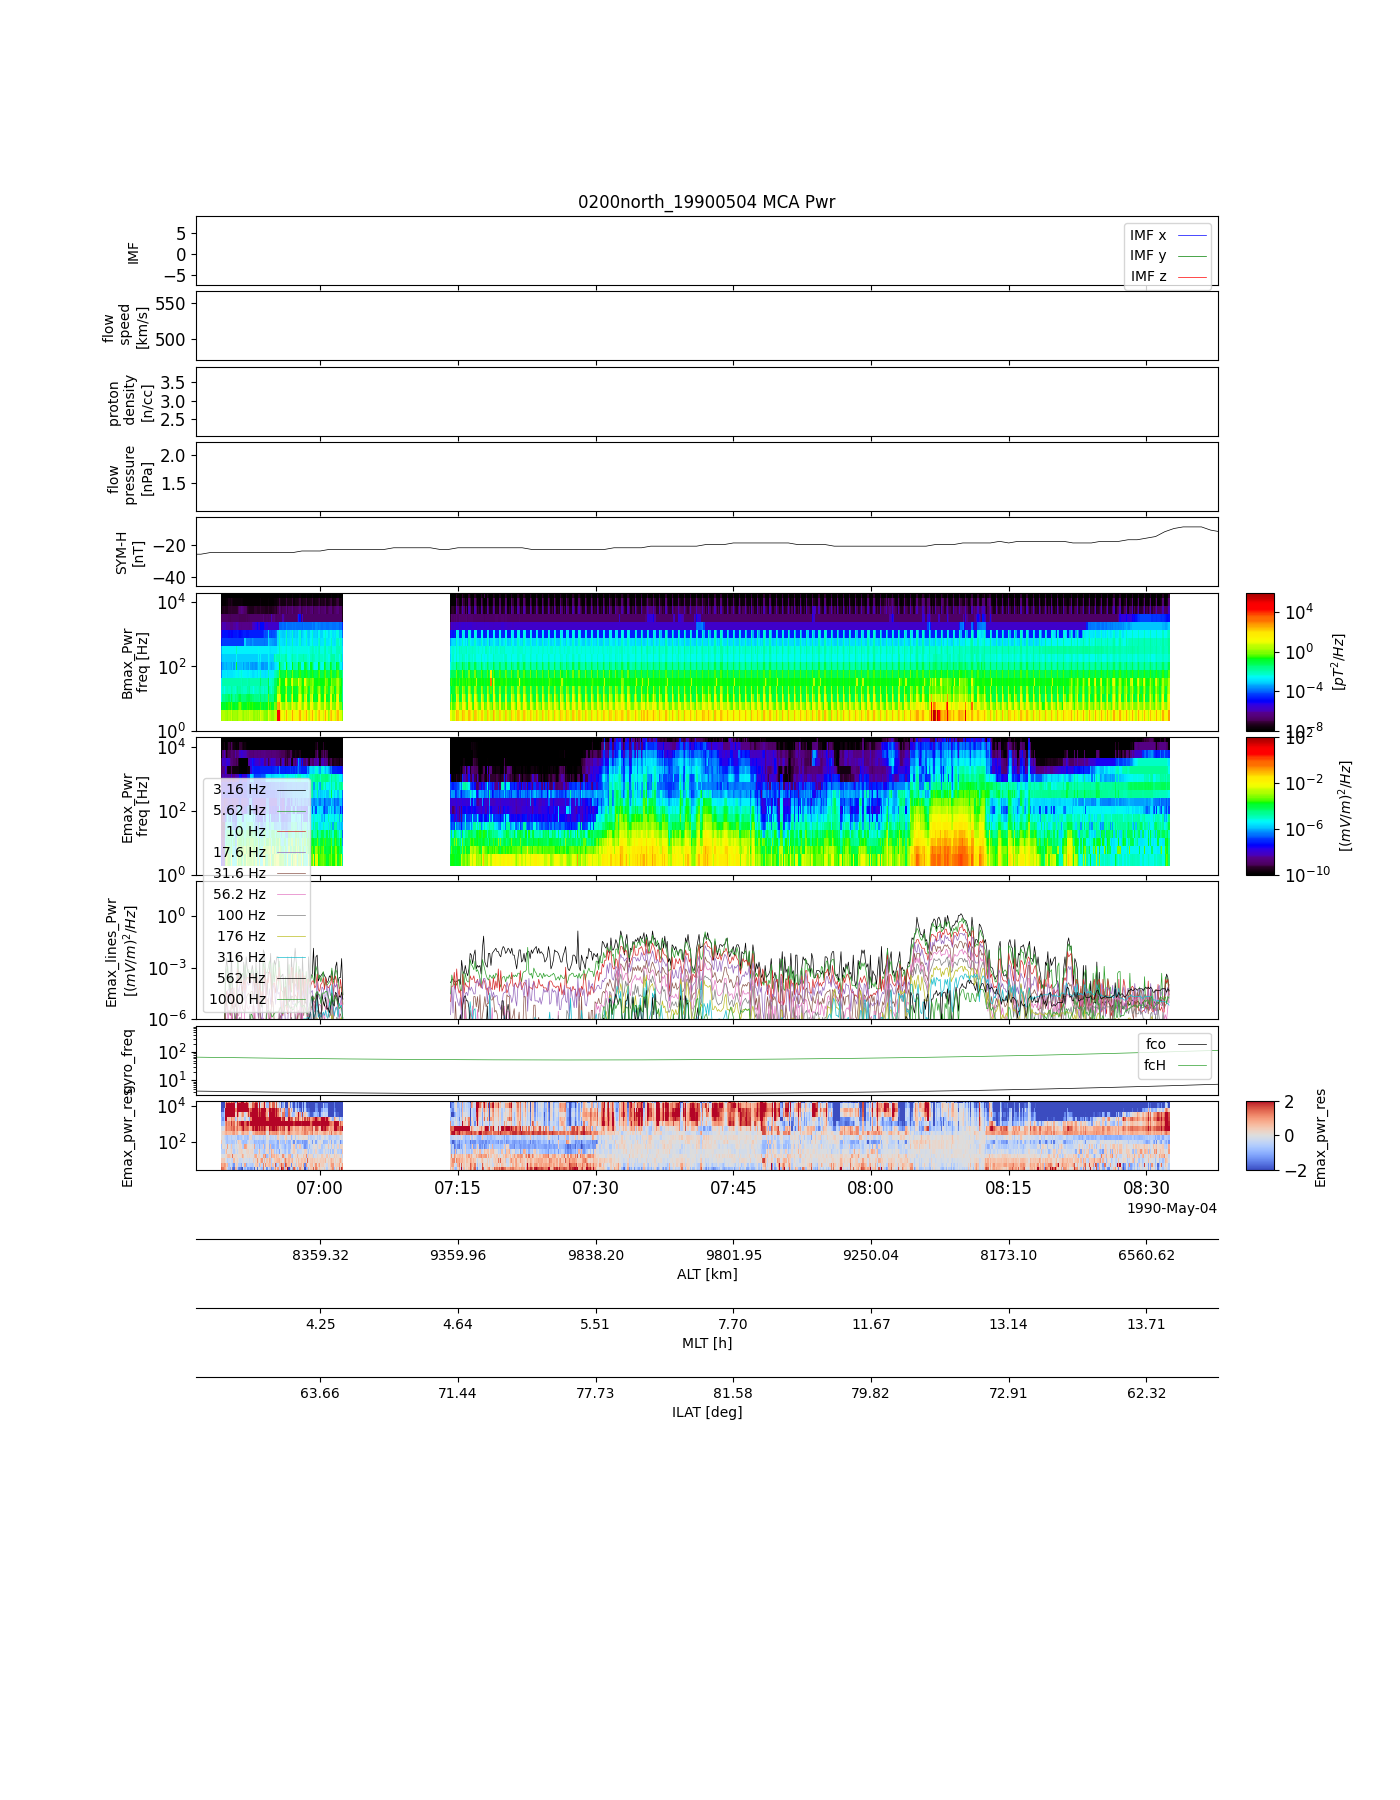 0200north_19900504 MCA Pwr
IMF
5
0
−5
IMF x
IMF y
IMF z
flow
speed
[km/s]
550
500
proton
density
[n/cc]
3.5
3.0
2.5
flow
pressure
[nPa]
2.0
1.5
SYM-H
[nT]
−20
−40
Bmax_Pwr
freq [Hz]
10^4
10^2
10^0
10^4
10^0
10^−4
10^−8
[pT^2/Hz]
Emax_Pwr
freq [Hz]
10^4
10^2
10^0
10^2
10^−2
10^−6
10^−10
[(mV/m)^2/Hz]
3.16 Hz
5.62 Hz
10 Hz
17.6 Hz
31.6 Hz
56.2 Hz
100 Hz
176 Hz
316 Hz
562 Hz
1000 Hz
Emax_lines_Pwr
[(mV/m)^2/Hz]
10^0
10^−3
10^−6
gyro_freq
10^2
10^1
fco
fcH
Emax_pwr_res
10^4
10^2
2
0
−2
Emax_pwr_res
07:00 07:15 07:30 07:45 08:00 08:15 08:30
1990-May-04
8359.32 9359.96 9838.20 9801.95 9250.04 8173.10 6560.62
ALT [km]
4.25 4.64 5.51 7.70 11.67 13.14 13.71
MLT [h]
63.66 71.44 77.73 81.58 79.82 72.91 62.32
ILAT [deg]